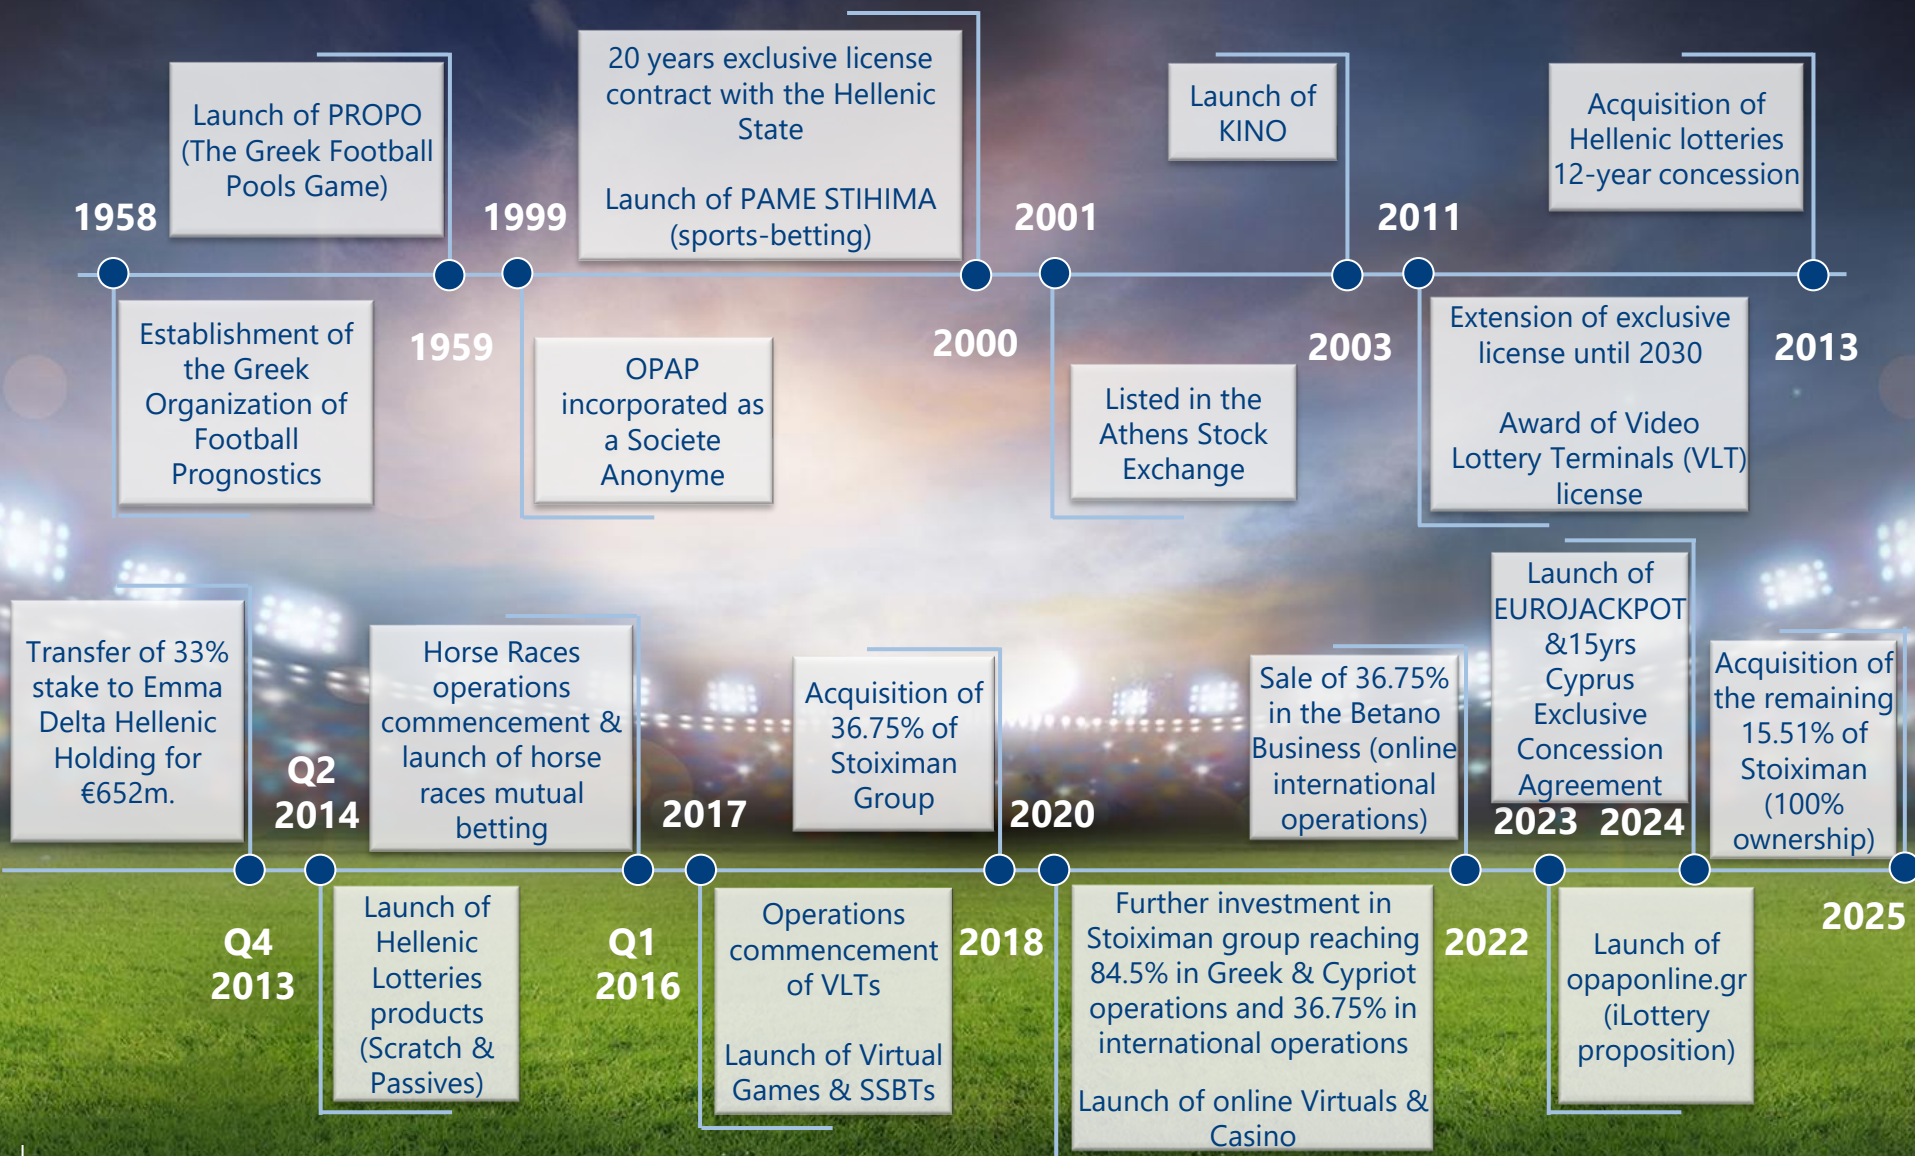 1958
Establishment of
the Greek
Organization of
Football
Prognostics
Launch of PROPO
(The Greek Football
Pools Game)
1959
1999
OPAP
incorporated as
a Societe
Anonyme
20 years exclusive license
contract with the Hellenic
State
Launch of PAME STIHIMA
(sports-betting)
2000
2001
Listed in the
Athens Stock
Exchange
Launch of
KINO
2003
2011
Extension of exclusive
license until 2030
Award of Video
Lottery Terminals (VLT)
license
Acquisition of
Hellenic lotteries
12-year concession
2013
Transfer of 33%
stake to Emma
Delta Hellenic
Holding for
€652m.
Q4
2013
Q2
2014
Launch of
Hellenic
Lotteries
products
(Scratch &
Passives)
Horse Races
operations
commencement &
launch of horse
races mutual
betting
Q1
2016
2017
Operations
commencement
of VLTs
Launch of Virtual
Games & SSBTs
Acquisition of
36.75% of
Stoiximan
Group
2018
2020
Further investment in
Stoiximan group reaching
84.5% in Greek & Cypriot
operations and 36.75% in
international operations
Launch of online Virtuals &
Casino
Sale of 36.75%
in the Betano
Business (online
international
operations)
2022
2023
Launch of
opaponline.gr
(iLottery
proposition)
Launch of
EUROJACKPOT
&15yrs
Cyprus
Exclusive
Concession
Agreement
2024
Acquisition of
the remaining
15.51% of
Stoiximan
(100%
ownership)
2025